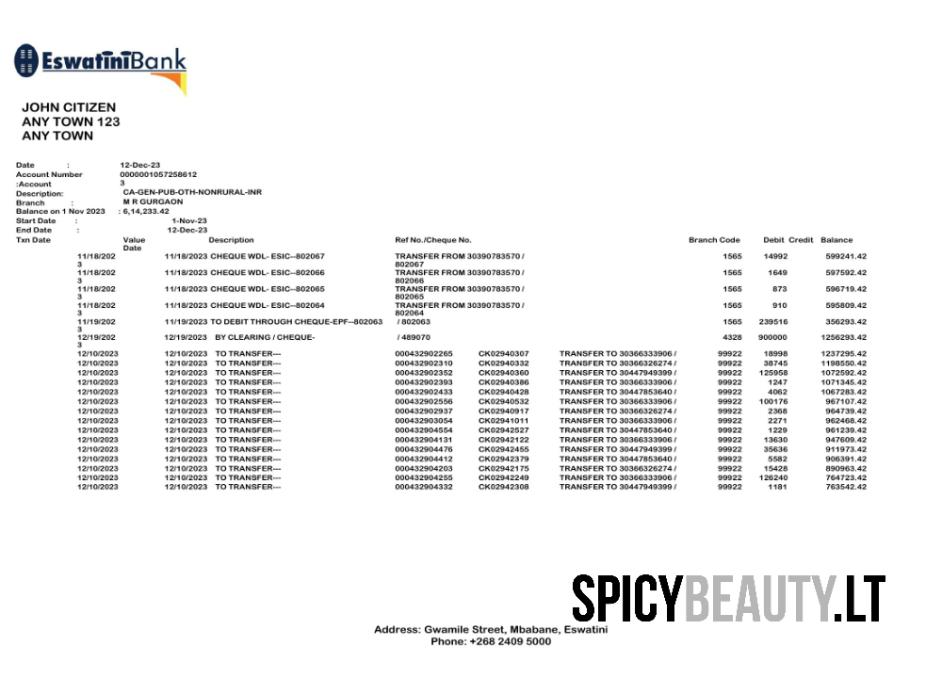 EswatiniBank
JOHN CITIZEN
ANY TOWN 123
ANY TOWN
Date : 12-Dec-23
Account Number 0000001057258612
:Account 3
Description: CA-GEN-PUB-OTH-NONRURAL-INR
Branch : M R GURGAON
Balance on 1 Nov 2023 : 6,14,233.42
Start Date : 1-Nov-23
End Date : 12-Dec-23
Txn Date Value Date Description Ref No./Cheque No. Branch Code Debit Credit Balance
11/18/2023 11/18/2023 CHEQUE WDL- ESIC--802067 TRANSFER FROM 30390783570 / 802067 1565 14992 599241.42
11/18/2023 11/18/2023 CHEQUE WDL- ESIC--802066 TRANSFER FROM 30390783570 / 802066 1565 1649 597592.42
11/18/2023 11/18/2023 CHEQUE WDL- ESIC--802065 TRANSFER FROM 30390783570 / 802065 1565 873 596719.42
11/18/2023 11/18/2023 CHEQUE WDL- ESIC--802064 TRANSFER FROM 30390783570 / 802064 1565 910 595809.42
11/19/2023 11/19/2023 TO DEBIT THROUGH CHEQUE-EPF--802063 / 802063 1565 239516 356293.42
12/19/2023 12/19/2023 BY CLEARING / CHEQUE- / 489070 4328 900000 1256293.42
12/10/2023 12/10/2023 TO TRANSFER--- 000432902265 CK02940307 TRANSFER TO 30366333906 / 99922 18998 1237295.42
12/10/2023 12/10/2023 TO TRANSFER--- 000432902310 CK02940332 TRANSFER TO 30366326274 / 99922 38745 1198550.42
12/10/2023 12/10/2023 TO TRANSFER--- 000432902352 CK02940360 TRANSFER TO 30447949399 / 99922 125958 1072592.42
12/10/2023 12/10/2023 TO TRANSFER--- 000432902393 CK02940386 TRANSFER TO 30366333906 / 99922 1247 1071345.42
12/10/2023 12/10/2023 TO TRANSFER--- 000432902433 CK02940428 TRANSFER TO 30447853640 / 99922 4062 1067283.42
12/10/2023 12/10/2023 TO TRANSFER--- 000432902556 CK02940532 TRANSFER TO 30366333906 / 99922 100176 967107.42
12/10/2023 12/10/2023 TO TRANSFER--- 000432902937 CK02940917 TRANSFER TO 30366326274 / 99922 2368 964739.42
12/10/2023 12/10/2023 TO TRANSFER--- 000432903054 CK02941011 TRANSFER TO 30366333906 / 99922 2271 962468.42
12/10/2023 12/10/2023 TO TRANSFER--- 000432904554 CK02942527 TRANSFER TO 30447853640 / 99922 1229 961239.42
12/10/2023 12/10/2023 TO TRANSFER--- 000432904131 CK02942122 TRANSFER TO 30366333906 / 99922 13630 947609.42
12/10/2023 12/10/2023 TO TRANSFER--- 000432904476 CK02942455 TRANSFER TO 30447949399 / 99922 35636 911973.42
12/10/2023 12/10/2023 TO TRANSFER--- 000432904412 CK02942379 TRANSFER TO 30447853640 / 99922 5582 906391.42
12/10/2023 12/10/2023 TO TRANSFER--- 000432904203 CK02942175 TRANSFER TO 30366326274 / 99922 15428 890963.42
12/10/2023 12/10/2023 TO TRANSFER--- 000432904255 CK02942249 TRANSFER TO 30366333906 / 99922 126240 764723.42
12/10/2023 12/10/2023 TO TRANSFER--- 000432904332 CK02942308 TRANSFER TO 30447949399 / 99922 1181 763542.42
SPICYBEAUTY.LT
Address: Gwamile Street, Mbabane, Eswatini
Phone: +268 2409 5000